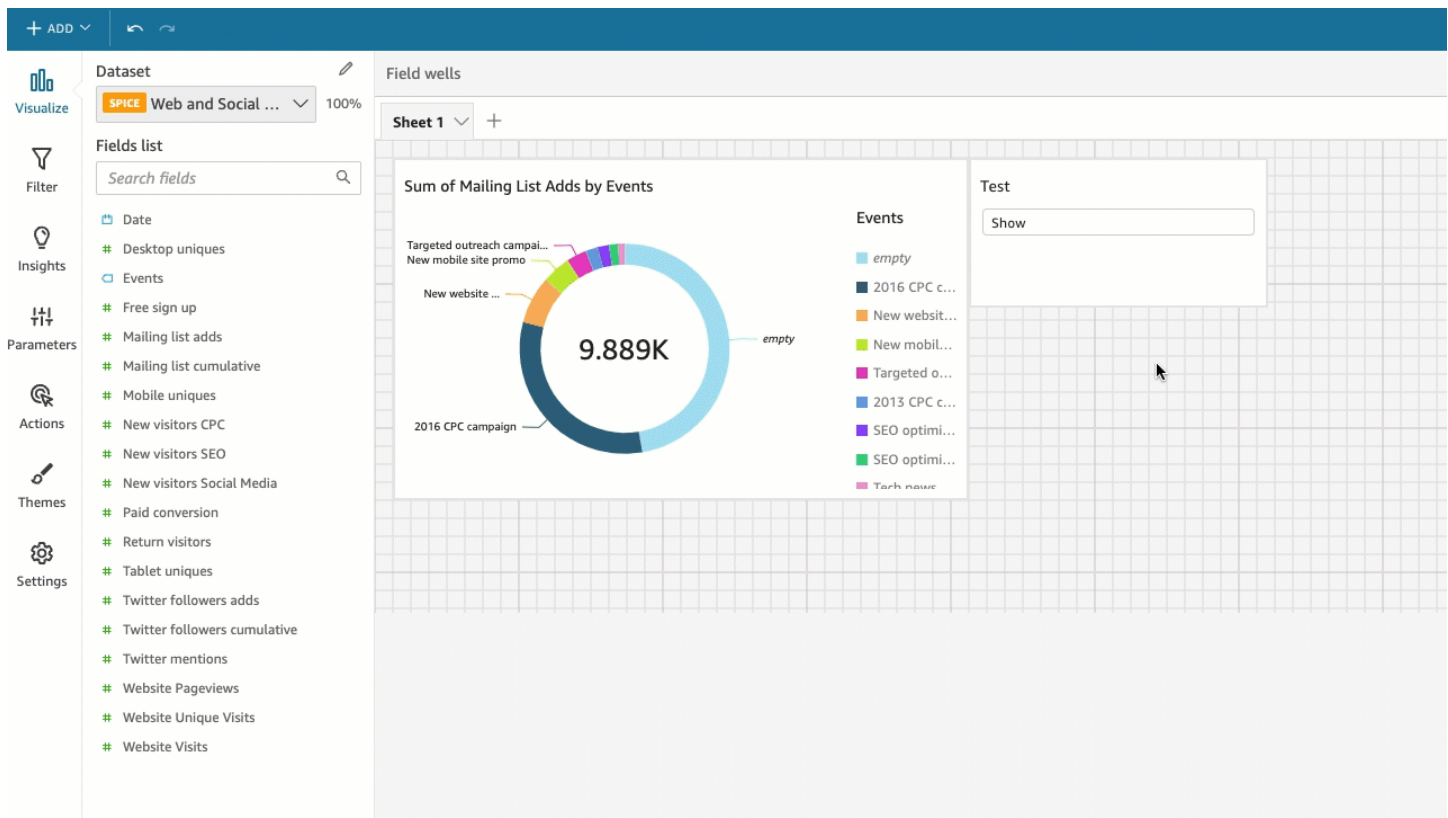 ADD
Visualize
Filter
Insights
Parameters
Actions
Themes
Settings
Dataset
SPICE Web and Social ... 100%
Fields list
Search fields
Date
# Desktop uniques
Events
# Free sign up
# Mailing list adds
# Mailing list cumulative
# Mobile uniques
# New visitors CPC
# New visitors SEO
# New visitors Social Media
# Paid conversion
# Return visitors
# Tablet uniques
# Twitter followers adds
# Twitter followers cumulative
# Twitter mentions
# Website Pageviews
# Website Unique Visits
# Website Visits
Field wells
Sheet 1
Sum of Mailing List Adds by Events
Targeted outreach campai...
New mobile site promo
New website ...
2016 CPC campaign
9.889K
empty
Events
empty
2016 CPC c...
New websit...
New mobil...
Targeted o...
2013 CPC c...
SEO optimi...
SEO optimi...
Tech news
Test
Show